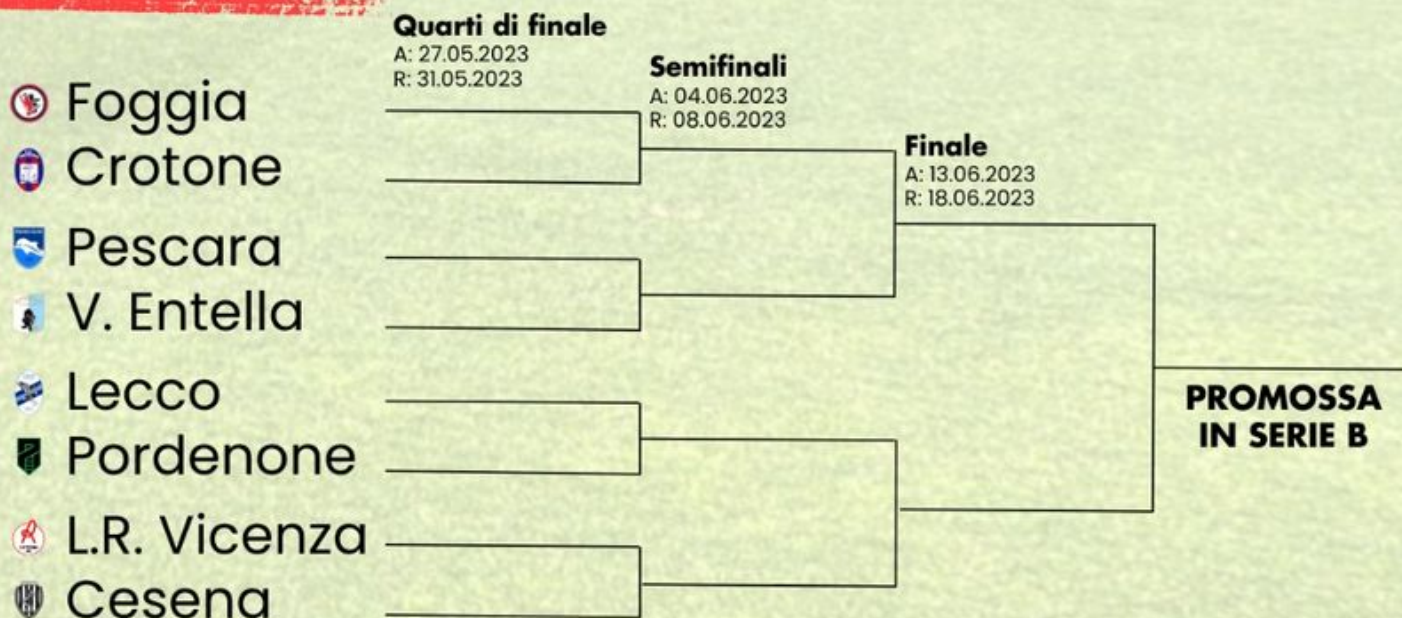 Quarti di finale
A: 27.05.2023
R: 31.05.2023
Semifinali
A: 04.06.2023
R: 08.06.2023
Finale
A: 13.06.2023
R: 18.06.2023
Foggia
Crotone
Pescara
V. Entella
Lecco
Pordenone
L.R. Vicenza
Cesena
PROMOSSA
IN SERIE B